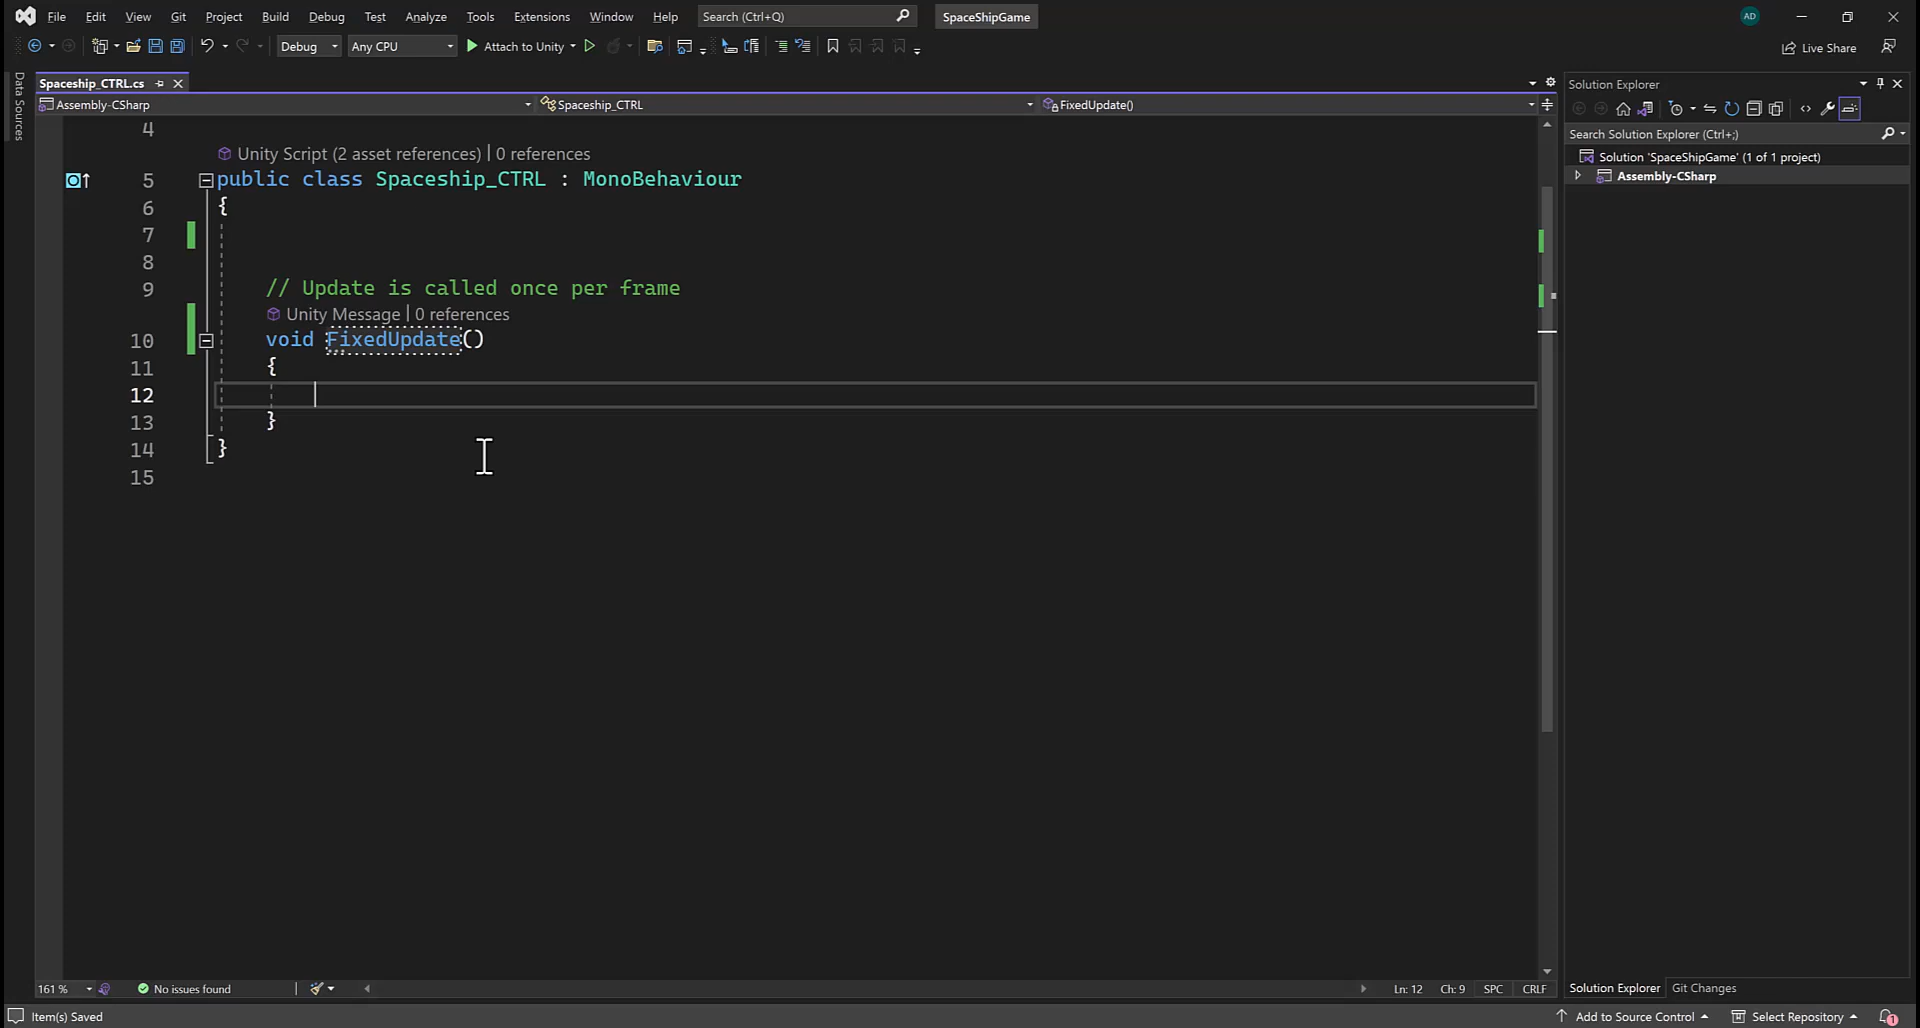 File Edit View Git Project Build Debug Test Analyze Tools Extensions Window Help Search (Ctrl+Q) SpaceShipGame AD
Debug Any CPU Attach to Unity Live Share
Data Sources
Spaceship_CTRL.cs
Assembly-CSharp Spaceship_CTRL FixedUpdate()
4
Unity Script (2 asset references) | 0 references
5 public class Spaceship_CTRL : MonoBehaviour
6 {
7
8
9 // Update is called once per frame
Unity Message | 0 references
10 void FixedUpdate()
11 {
12
13 }
14 }
15
161 % No issues found Ln: 12 Ch: 9 SPC CRLF
Solution Explorer
Search Solution Explorer (Ctrl+;)
Solution 'SpaceShipGame' (1 of 1 project)
Assembly-CSharp
Solution Explorer Git Changes
Item(s) Saved Add to Source Control Select Repository 1